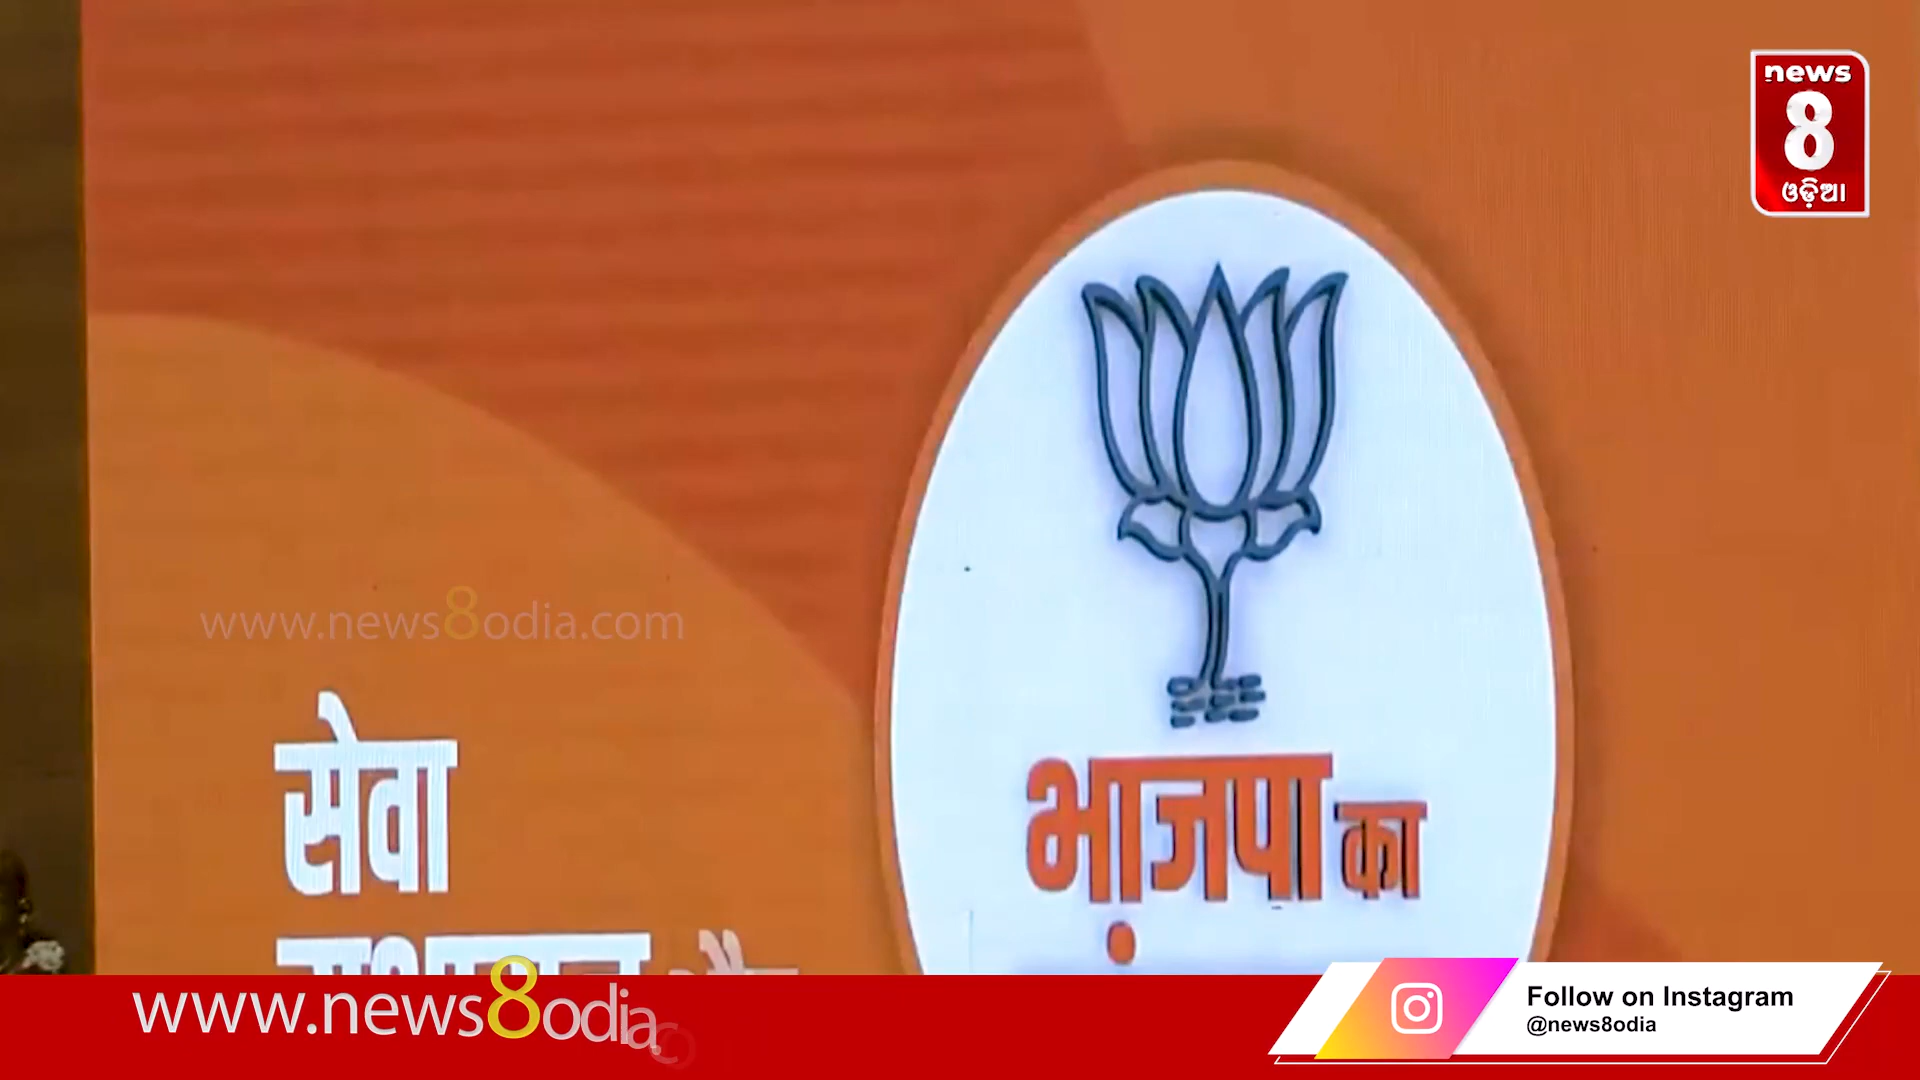 news
8
ଓଡ଼ିଆ
www.news8odia.com
सेवा
भाजपा का
www.news8odia.c
Follow on Instagram
@news8odia